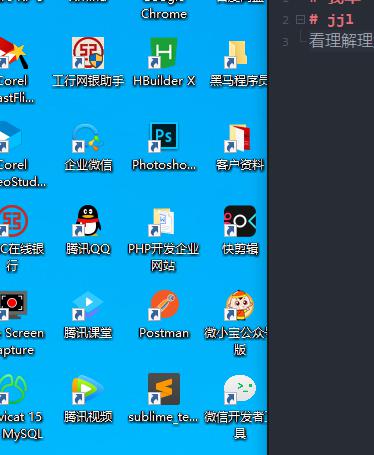 Google
Chrome
# jj1
看理解理
工行网银助手
HBuilder X
黑马程序员
Corel
astFli...
企业微信
Photosho...
客户资料
Corel
eoStud...
C在线银
行
腾讯QQ
PHP开发企业
网站
快剪辑
Screen
apture
腾讯课堂
Postman
微小宝公众号
版
vicat 15
MySQL
腾讯视频
sublime_te...
微信开发者工
具